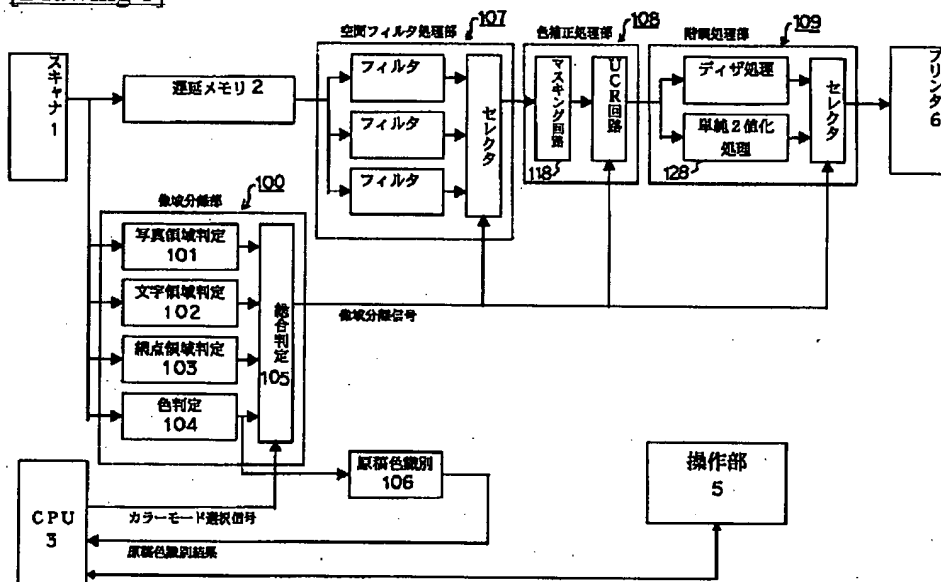 スキャナ 1
遅延メモリ 2
空間フィルタ処理部
107
フィルタ
フィルタ
フィルタ
セレクタ
色補正処理部
108
マスキング回路
118
UCR回路
階調処理部
109
ディザ処理
単純2値化
処理
128
セレクタ
プリンタ 6
100
像域分離部
写真領域判定
101
文字領域判定
102
網点領域判定
103
色判定
104
総合判定
105
像域分離信号
原稿色識別
106
操作部
5
CPU
3
カラーモード選択信号
原稿色識別結果